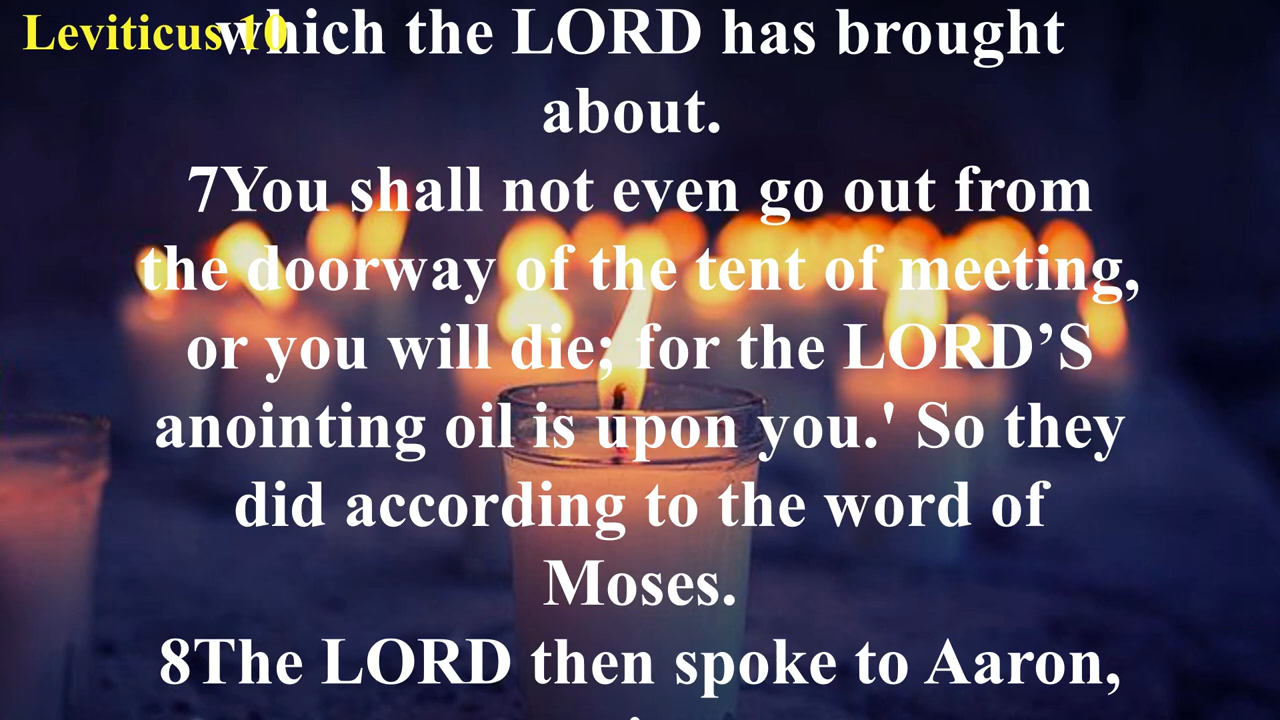 Leviticus 10
which the LORD has brought
about.
7You shall not even go out from
the doorway of the tent of meeting,
or you will die; for the LORD’S
anointing oil is upon you.' So they
did according to the word of
Moses.
8The LORD then spoke to Aaron,